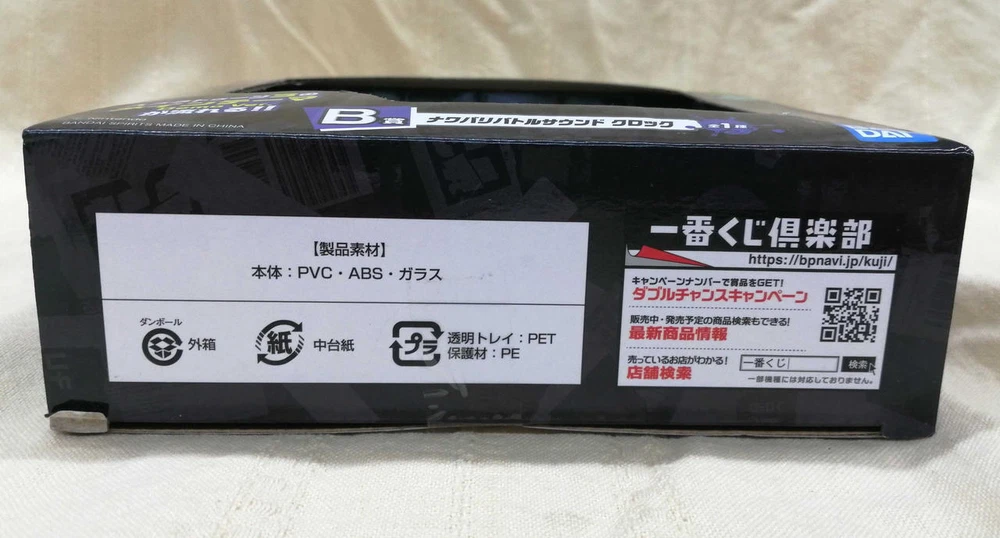 が流れる!!
BANDAI SPIRITS MADE IN CHINA
B賞
ナワバリバトルサウンド クロック
全1種
【製品素材】
本体：PVC・ABS・ガラス
ダンボール
外箱
紙
中台紙
プラ
透明トレイ：PET
保護材：PE
一番くじ倶楽部
https://bpnavi.jp/kuji/
キャンペーンナンバーで賞品をGET!
ダブルチャンスキャンペーン
販売中・発売予定の商品検索もできる!
最新商品情報
売っているお店がわかる!
店舗検索
一番くじ
検索
一部機種には対応しておりません。